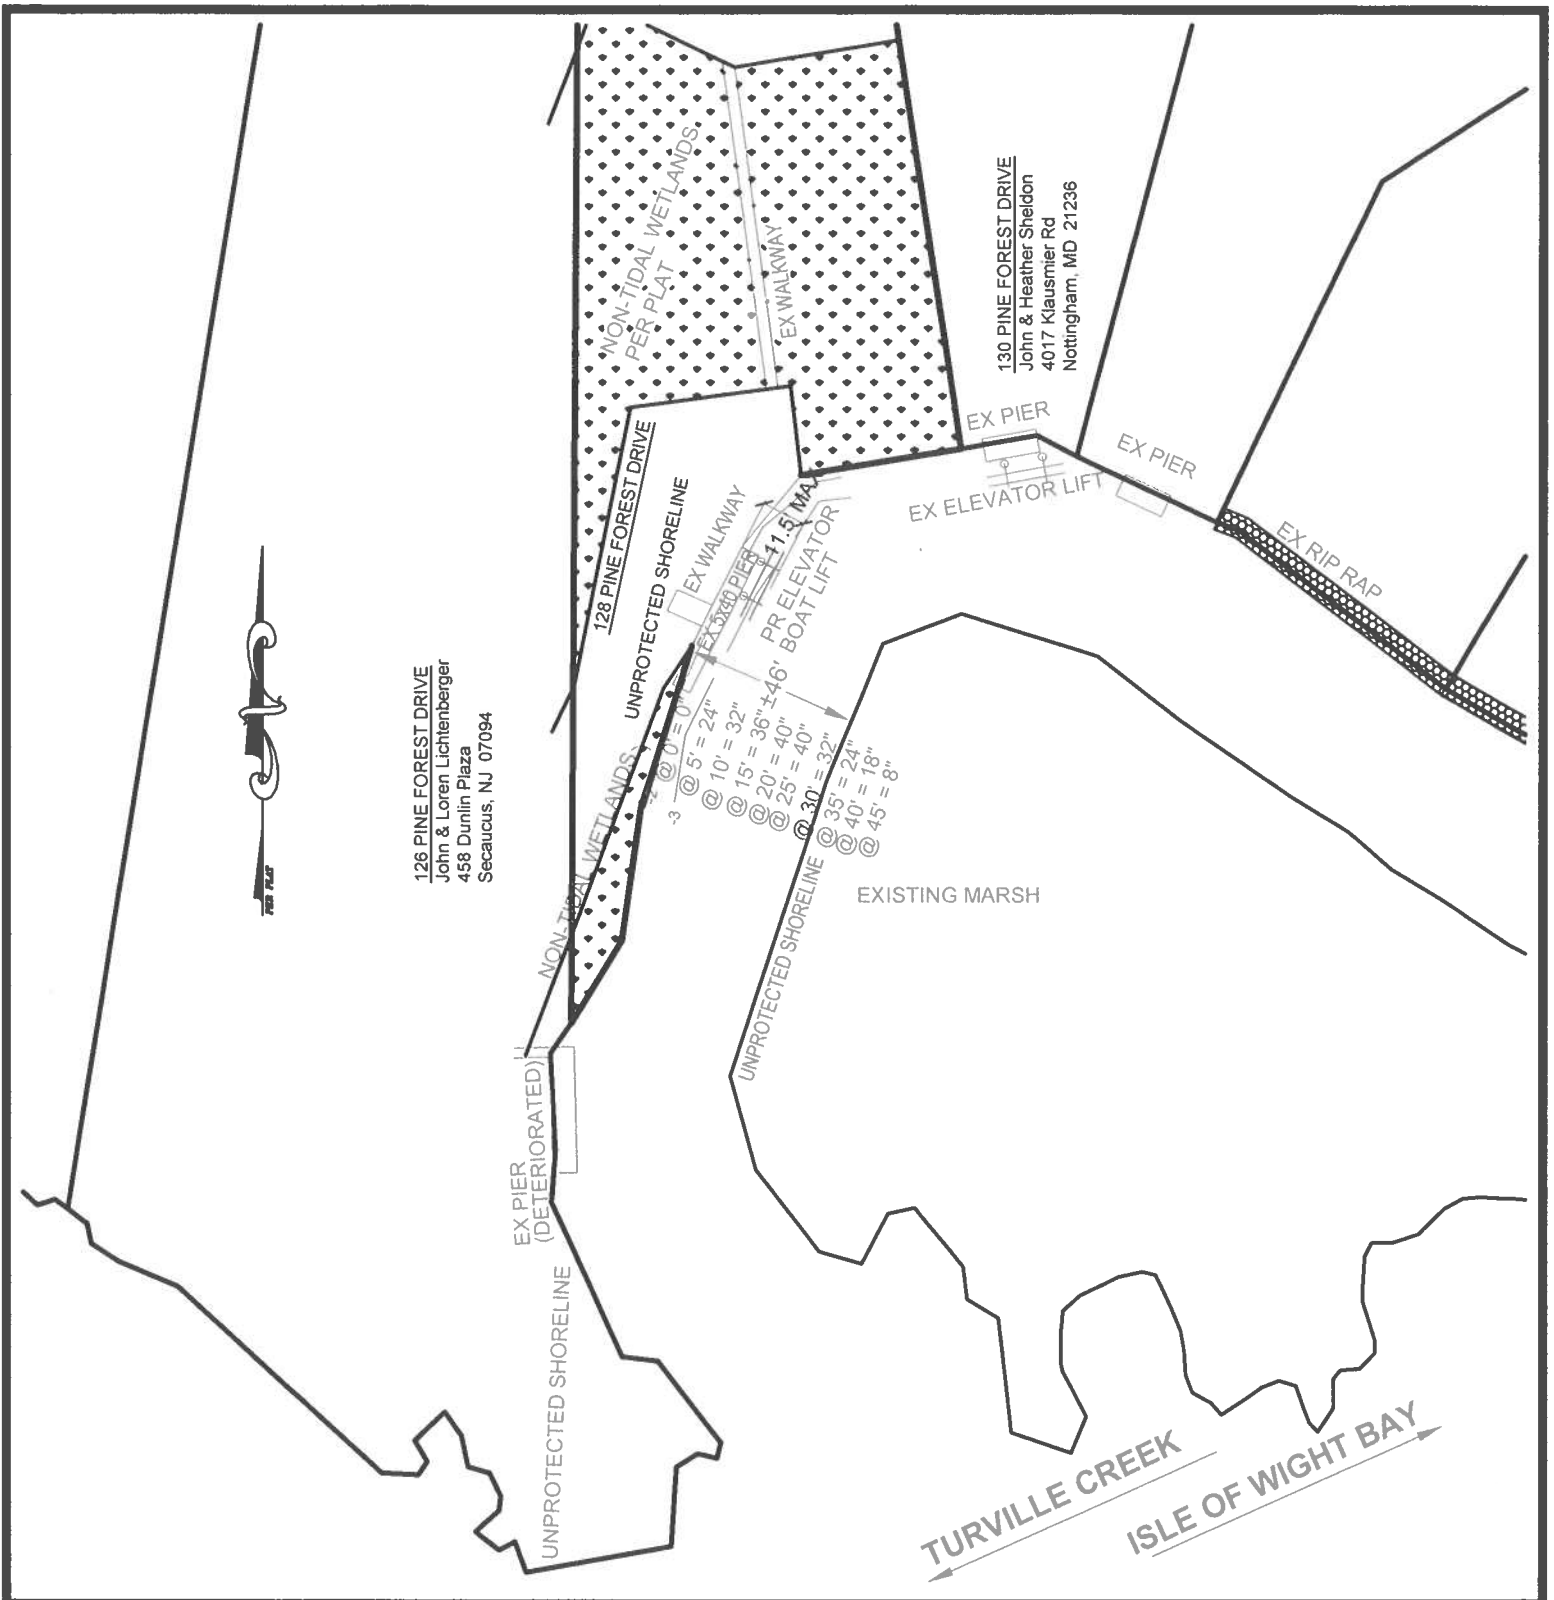 126 PINE FOREST DRIVE
John & Loren Lichtenberger
458 Dunlin Plaza
Secaucus, NJ 07094
PER PLAT
NON-TIDAL WETLANDS
PER PLAT
EX WALKWAY
130 PINE FOREST DRIVE
John & Heather Sheldon
4017 Klausmier Rd
Nottingham, MD 21236
128 PINE FOREST DRIVE
UNPROTECTED SHORELINE
EX WALKWAY
EX 5X40 PIER
11.5' MAX
PR ELEVATOR
BOAT LIFT
±46'
EX PIER
EX ELEVATOR LIFT
EX PIER
EX RIP RAP
NON-TIDAL WETLANDS
-2
-3
@ 0' = 0"
@ 5' = 24"
@ 10' = 32"
@ 15' = 36"
@ 20' = 40"
@ 25' = 40"
@ 30' = 32"
@ 35' = 24"
@ 40' = 18"
@ 45' = 8"
UNPROTECTED SHORELINE
EXISTING MARSH
EX PIER
(DETERIORATED)
UNPROTECTED SHORELINE
TURVILLE CREEK
ISLE OF WIGHT BAY